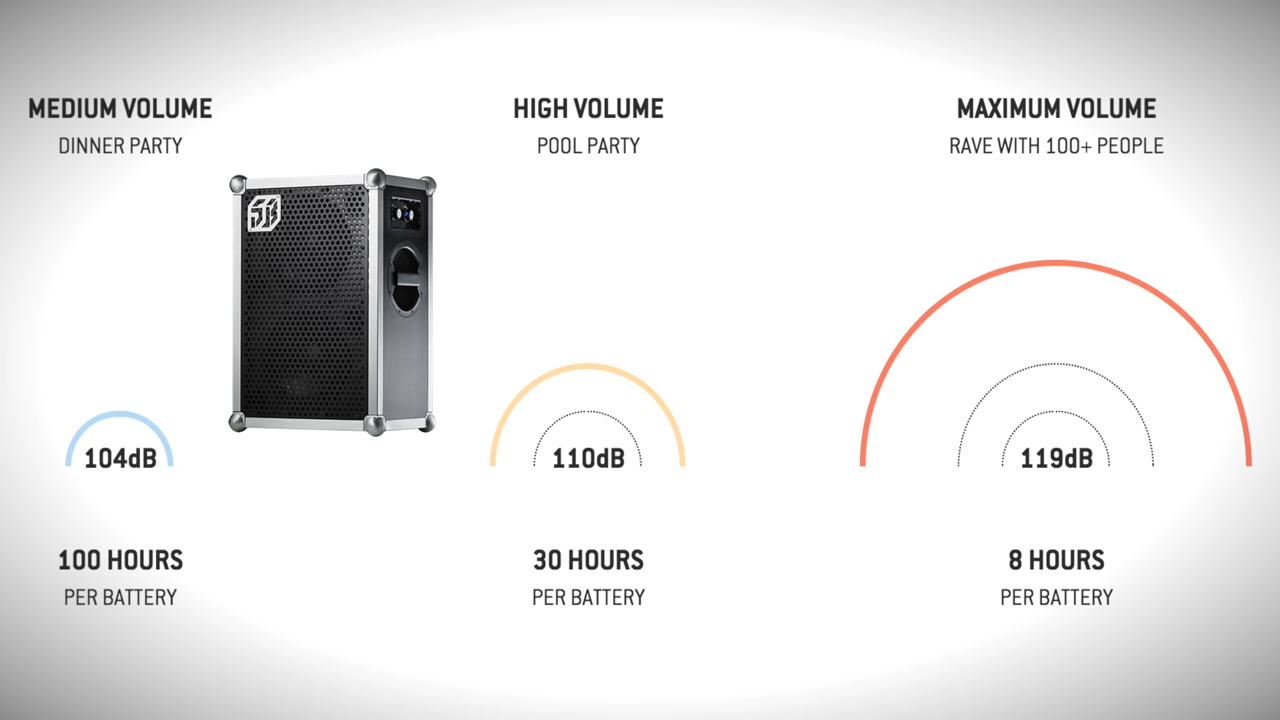 MEDIUM VOLUME
DINNER PARTY
104dB
100 HOURS
PER BATTERY
HIGH VOLUME
POOL PARTY
110dB
30 HOURS
PER BATTERY
MAXIMUM VOLUME
RAVE WITH 100+ PEOPLE
119dB
8 HOURS
PER BATTERY